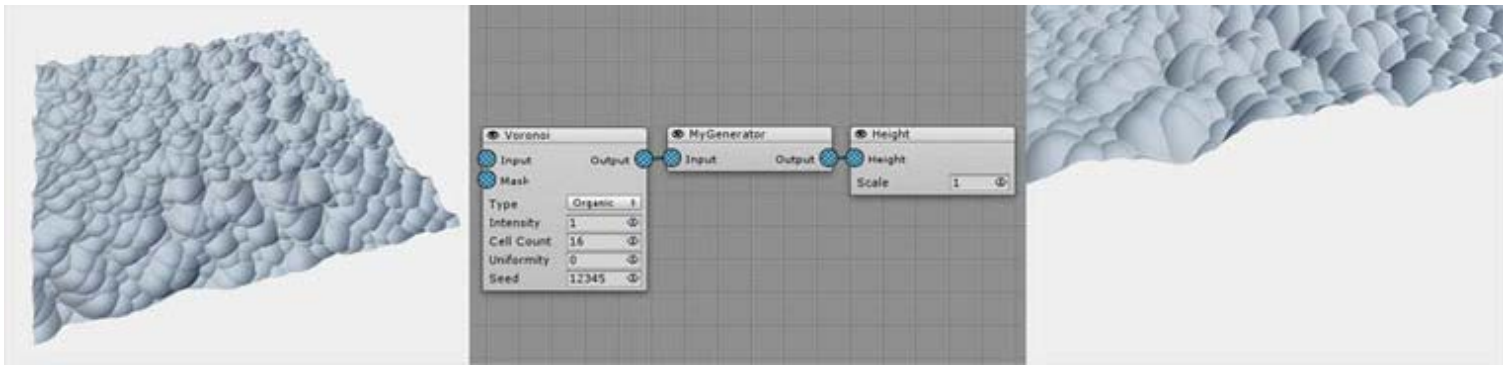 Voronoi
Input Output
Mask
Type Organic
Intensity 1
Cell Count 16
Uniformity 0
Seed 12345
MyGenerator
Input Output
Height
Height
Scale 1